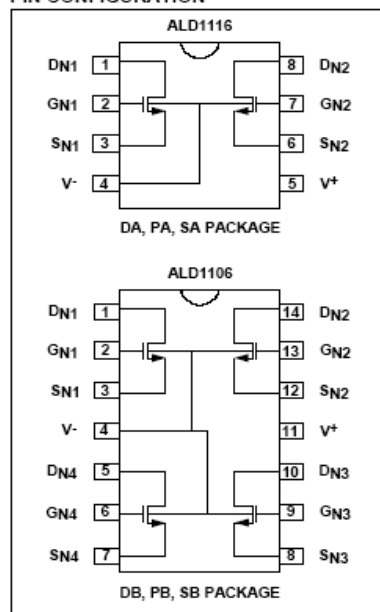 PIN CONFIGURATION
ALD1116
DN1 1 8 DN2
GN1 2 7 GN2
SN1 3 6 SN2
V- 4 5 V+
DA, PA, SA PACKAGE
ALD1106
DN1 1 14 DN2
GN1 2 13 GN2
SN1 3 12 SN2
V- 4 11 V+
DN4 5 10 DN3
GN4 6 9 GN3
SN4 7 8 SN3
DB, PB, SB PACKAGE